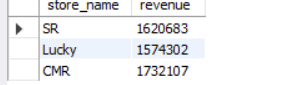 store_name revenue
SR 1620683
Lucky 1574302
CMR 1732107